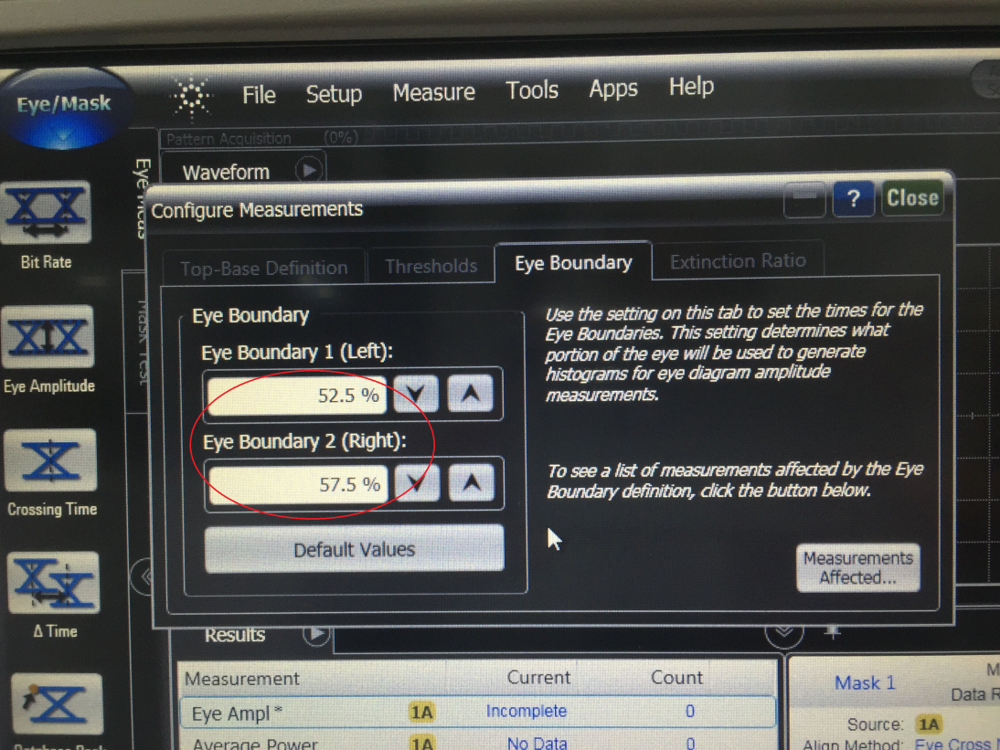 Eye/Mask
File Setup Measure Tools Apps Help
Pattern Acquisition (0%)
Waveform
Configure Measurements
? Close
Top-Base Definition Thresholds Eye Boundary Extinction Ratio
Eye Boundary
Eye Boundary 1 (Left):
52.5 %
Eye Boundary 2 (Right):
57.5 %
Default Values
Use the setting on this tab to set the times for the
Eye Boundaries. This setting determines what
portion of the eye will be used to generate
histograms for eye diagram amplitude
measurements.
To see a list of measurements affected by the Eye
Boundary definition, click the button below.
Measurements
Affected...
Bit Rate
Eye Amplitude
Crossing Time
Δ Time
Eye Meas
Mask Test
Results
Measurement Current Count
Eye Ampl * 1A Incomplete 0
Average Power 1A No Data 0
Mask 1
Data R
Source: 1A
Align Method: Eye Cross